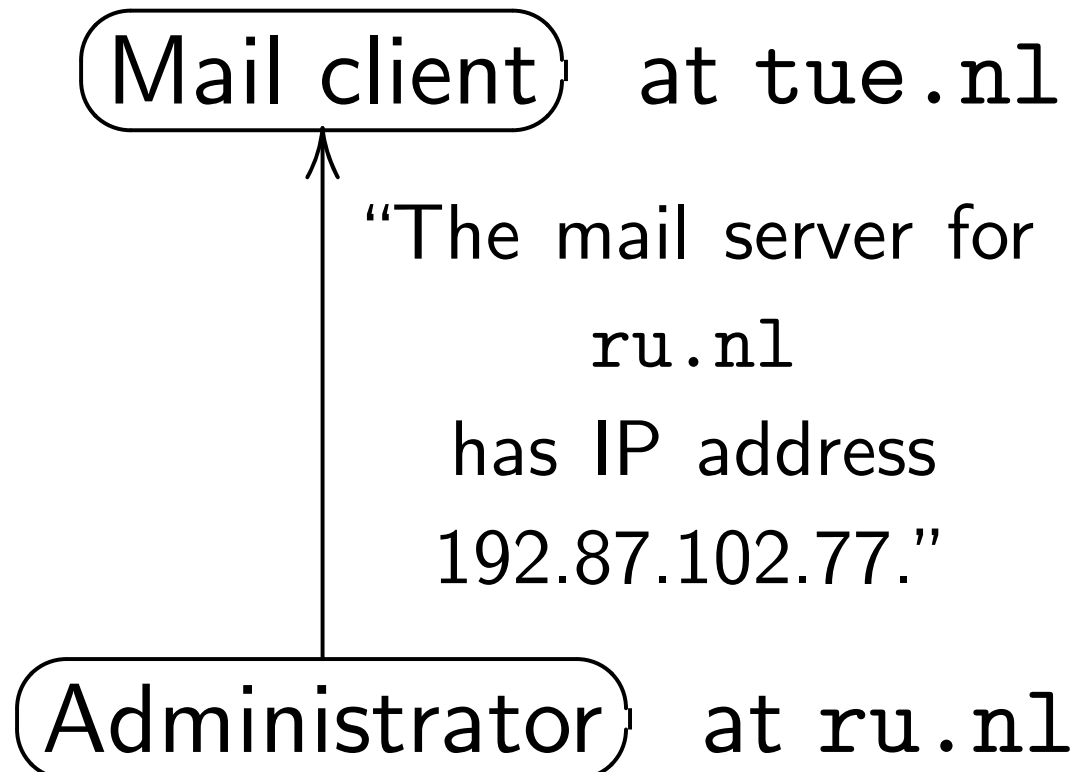 Mail client at tue.nl
“The mail server for
ru.nl
has IP address
192.87.102.77.”
Administrator at ru.nl